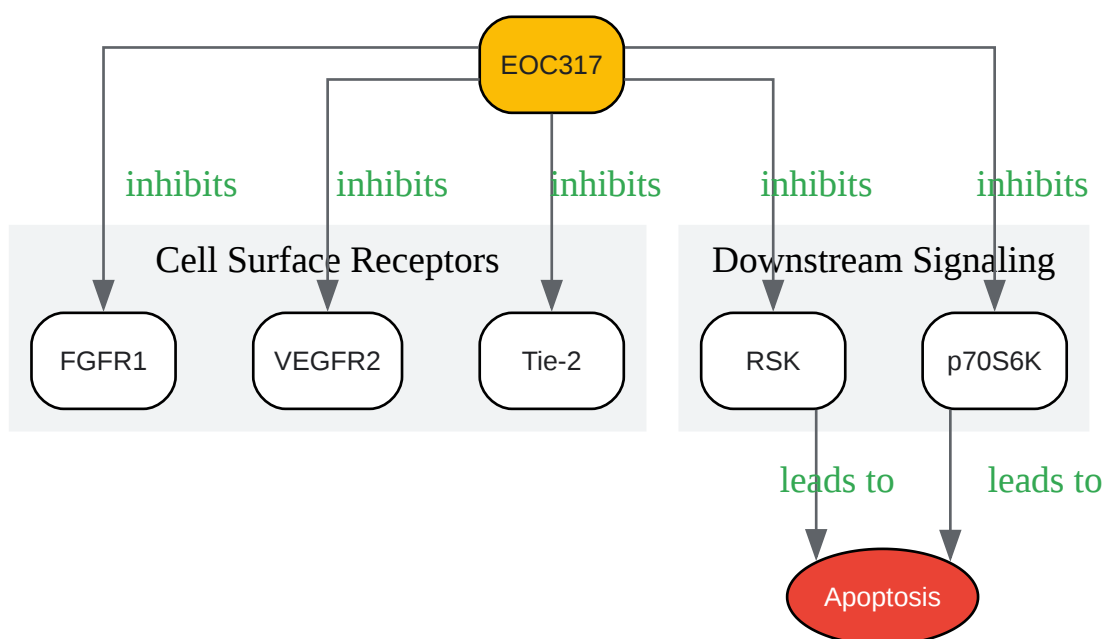 EOC317
inhibits
inhibits
inhibits
inhibits
inhibits
Cell Surface Receptors
Downstream Signaling
FGFR1
VEGFR2
Tie-2
RSK
p70S6K
leads to
leads to
Apoptosis